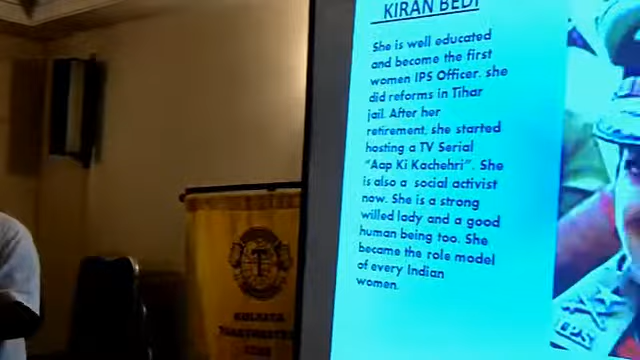 KIRAN BEDI
She is well educated
and become the first
women IPS Officer. she
did reforms in Tihar
jail. After her
retirement, she started
hosting a TV Serial
"Aap Ki Kachehri". She
is also a social activist
now. She is a strong
willed lady and a good
human being too. She
became the role model
of every Indian
women.
IPS
T
KOLKATA
TOASTMASTERS
CLUB